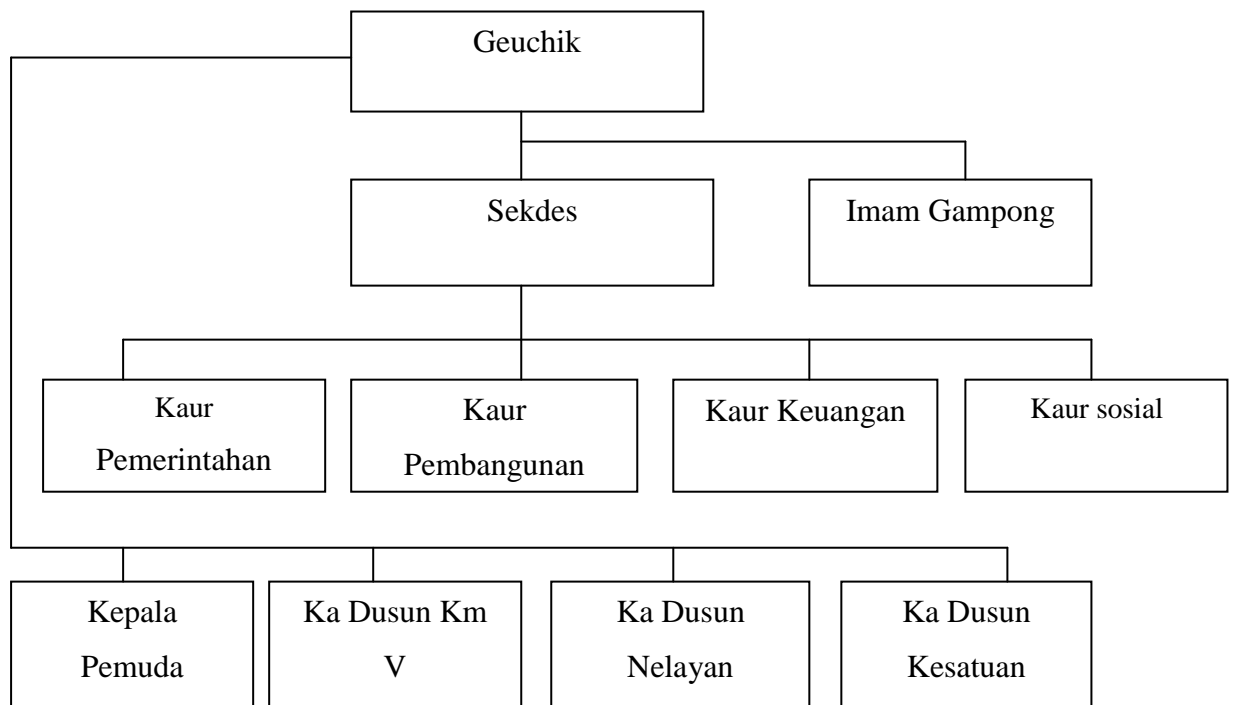 Geuchik
Sekdes
Imam Gampong
Kaur
Pemerintahan
Kaur
Pembangunan
Kaur Keuangan
Kaur sosial
Kepala
Pemuda
Ka Dusun Km
V
Ka Dusun
Nelayan
Ka Dusun
Kesatuan